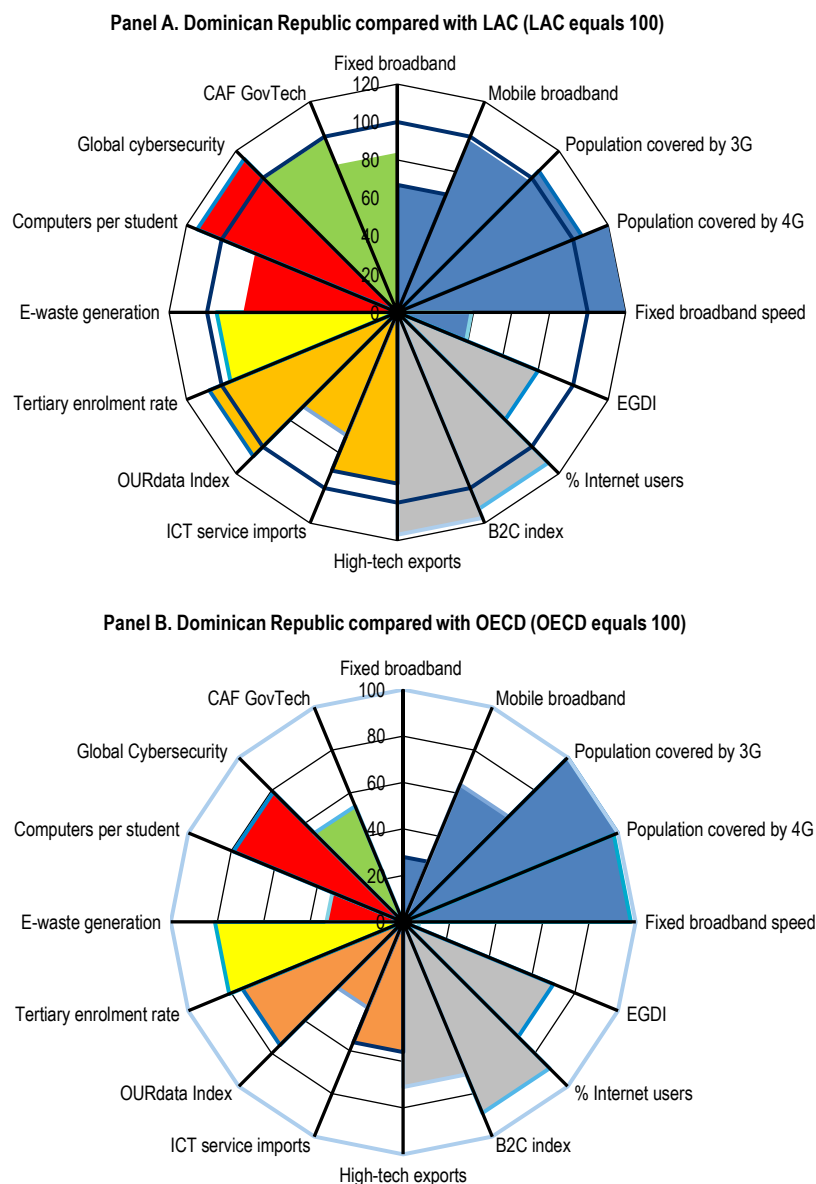 Panel A. Dominican Republic compared with LAC (LAC equals 100)
Fixed broadband
120
CAF GovTech
Mobile broadband
100
Global cybersecurity
Population covered by 3G
80
60
Computers per student
Population covered by 4G
40
20
E-waste generation
0
Fixed broadband speed
Tertiary enrolment rate
EGDI
OURdata Index
% Internet users
ICT service imports
B2C index
High-tech exports
Panel B. Dominican Republic compared with OECD (OECD equals 100)
Fixed broadband
100
CAF GovTech
Mobile broadband
80
Global Cybersecurity
Population covered by 3G
60
Computers per student
Population covered by 4G
40
20
E-waste generation
0
Fixed broadband speed
Tertiary enrolment rate
EGDI
OURdata Index
% Internet users
ICT service imports
B2C index
High-tech exports